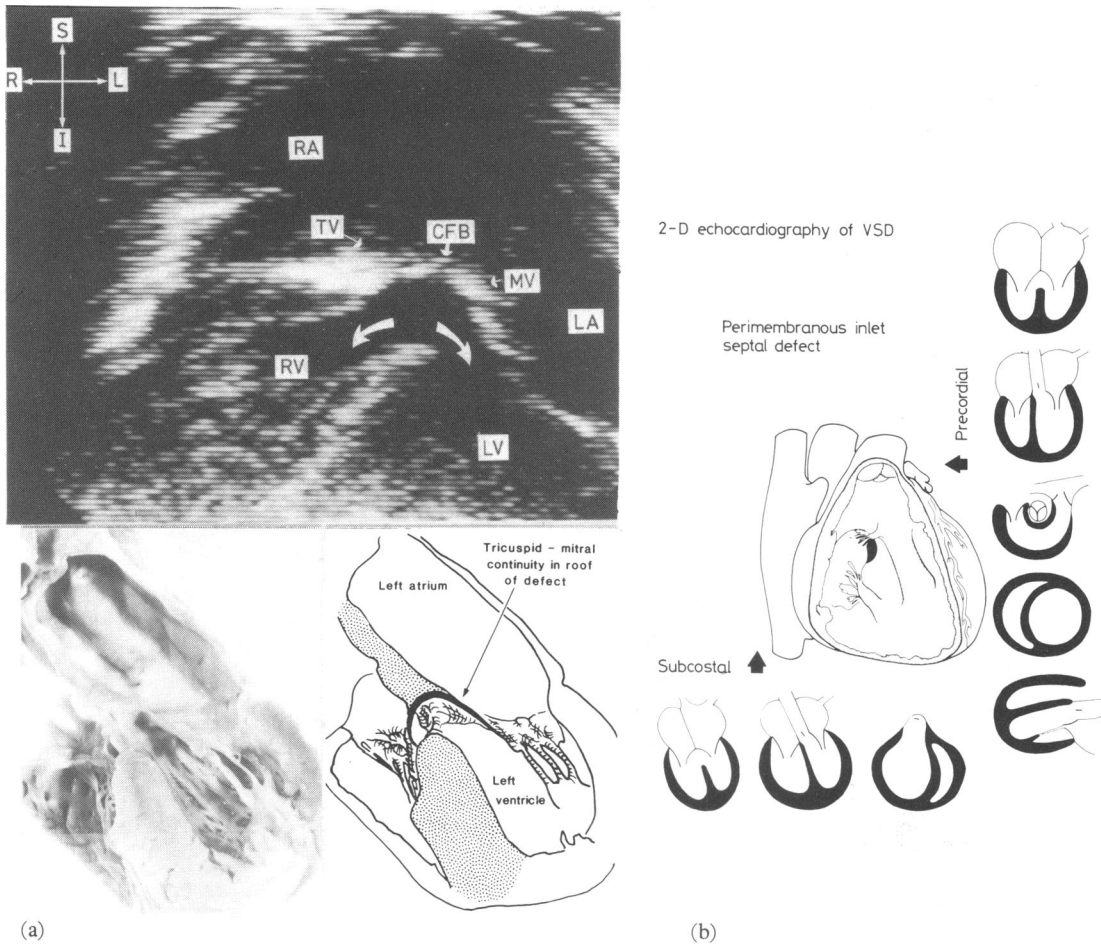 S
R
L
I
RA
TV
CFB
MV
LA
RV
LV
Tricuspid – mitral
continuity in roof
of defect
Left atrium
Left
ventricle
(a)
2-D echocardiography of VSD
Perimembranous inlet
septal defect
Precordial
Subcostal
(b)